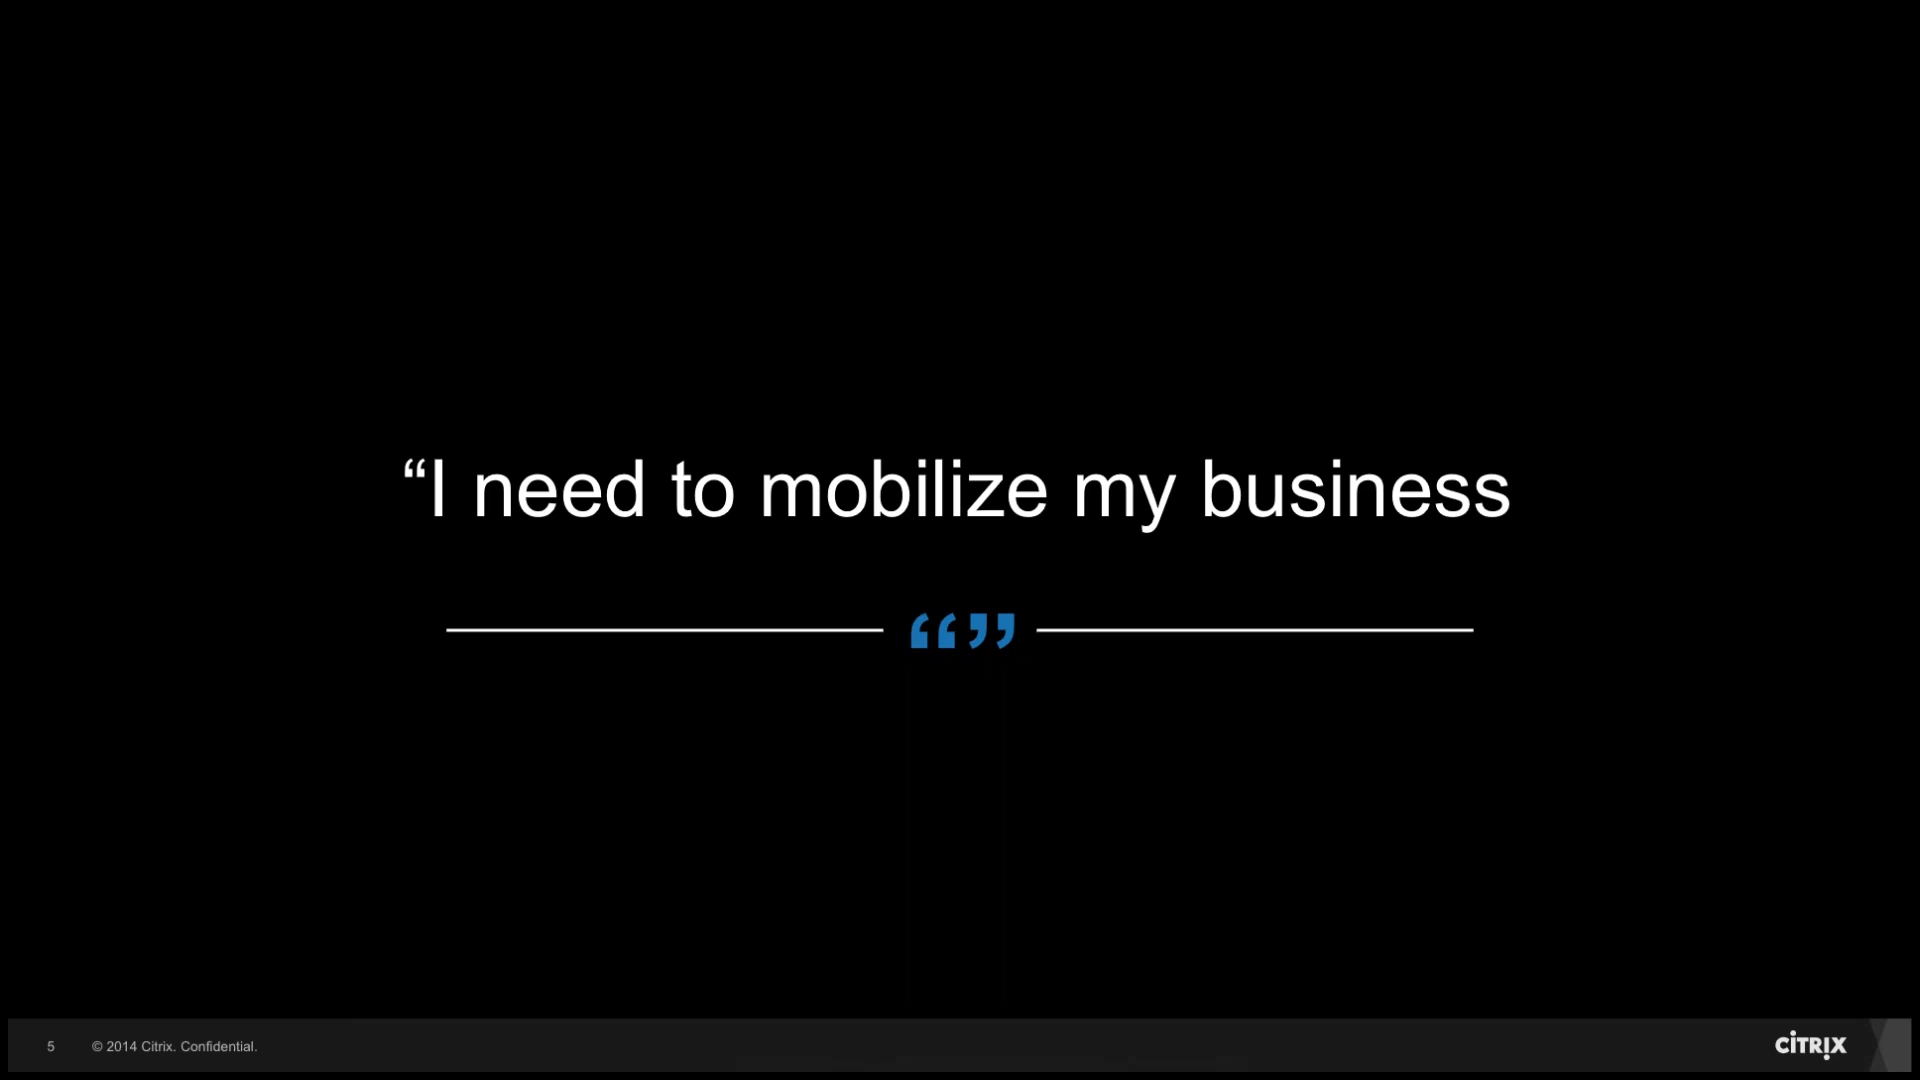 “I need to mobilize my business
“”
5 © 2014 Citrix. Confidential.
CiTRIX